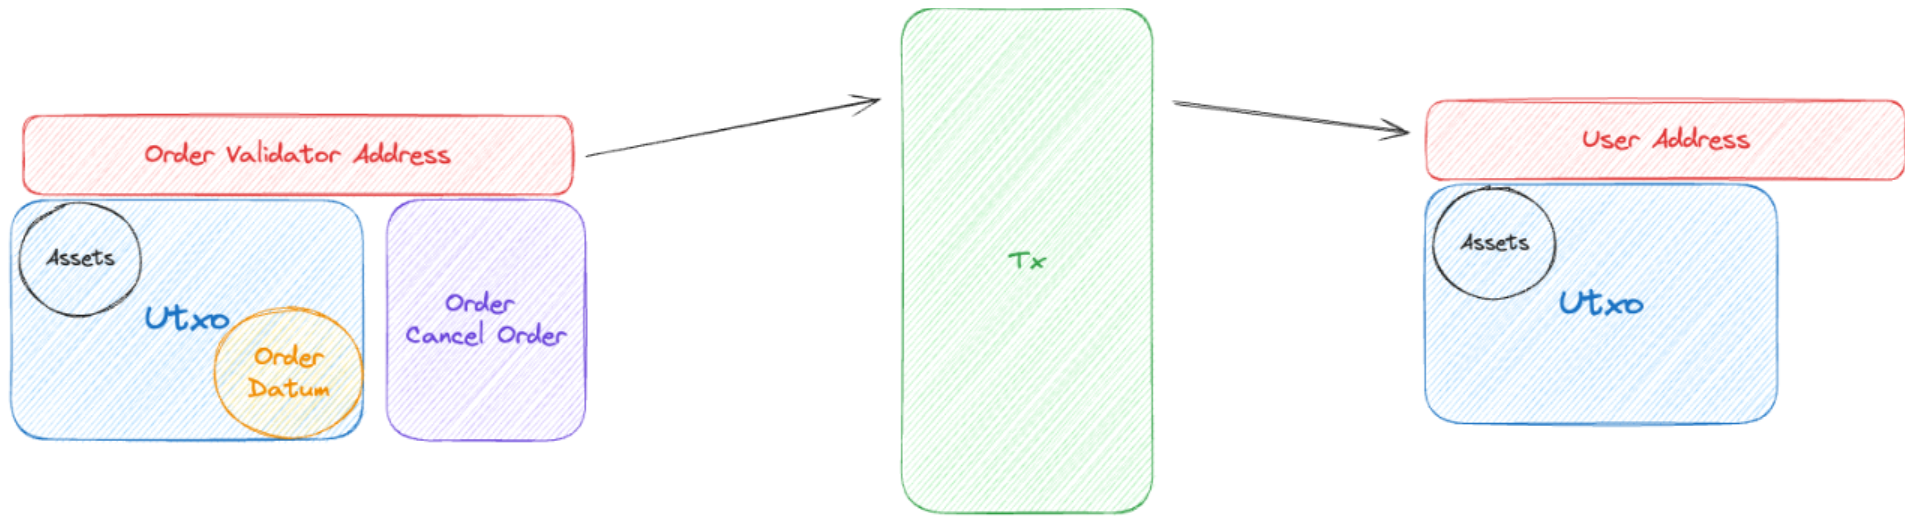 Order Validator Address
Assets
Utxo
Order
Datum
Order
Cancel Order
Tx
User Address
Assets
Utxo